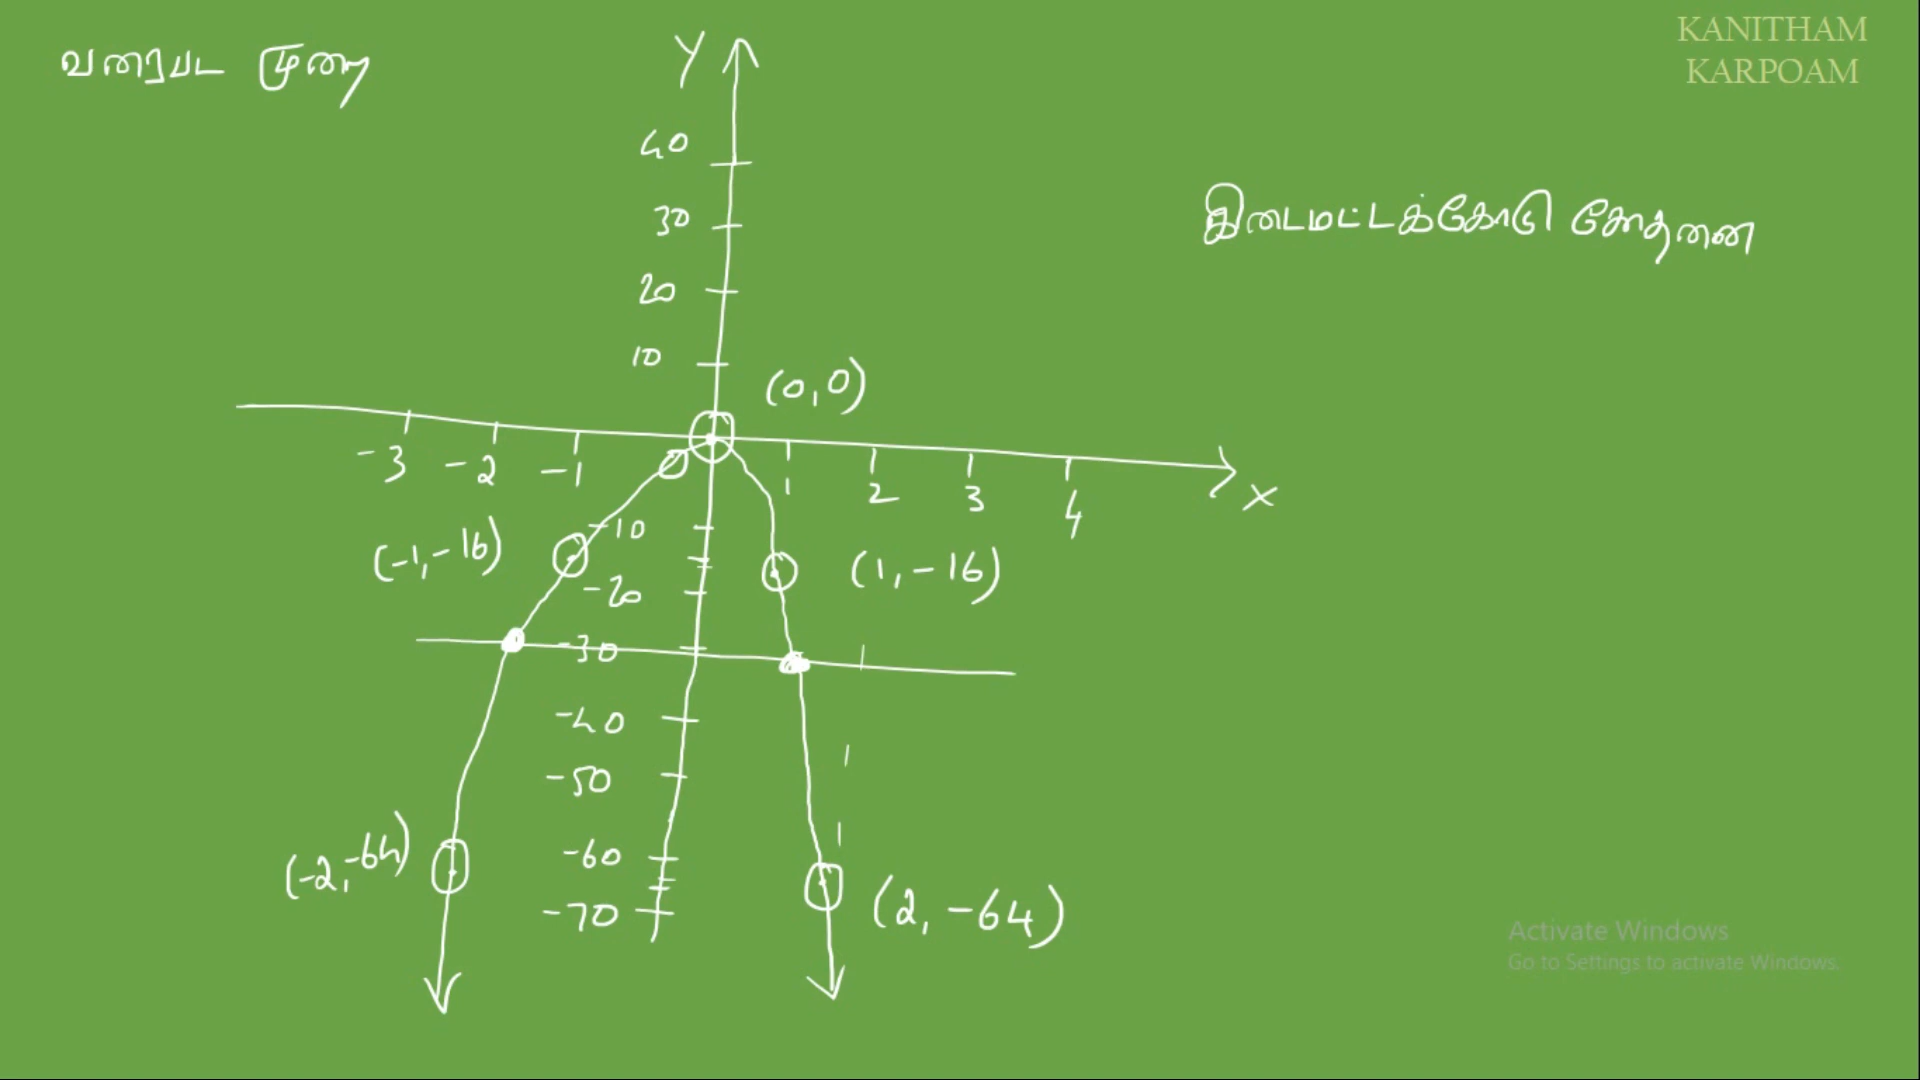 வரைபட முறை
KANITHAM
KARPOAM
Y
40
30
20
10
(0,0)
இடைமட்டக்கோடு சோதனை
-3 -2 -1 1 2 3 4 X
-10
(-1,-16) (1,-16)
-20
-30
-40
-50
-60
(-2,-64)
-70
(2,-64)
Activate Windows
Go to Settings to activate Windows.